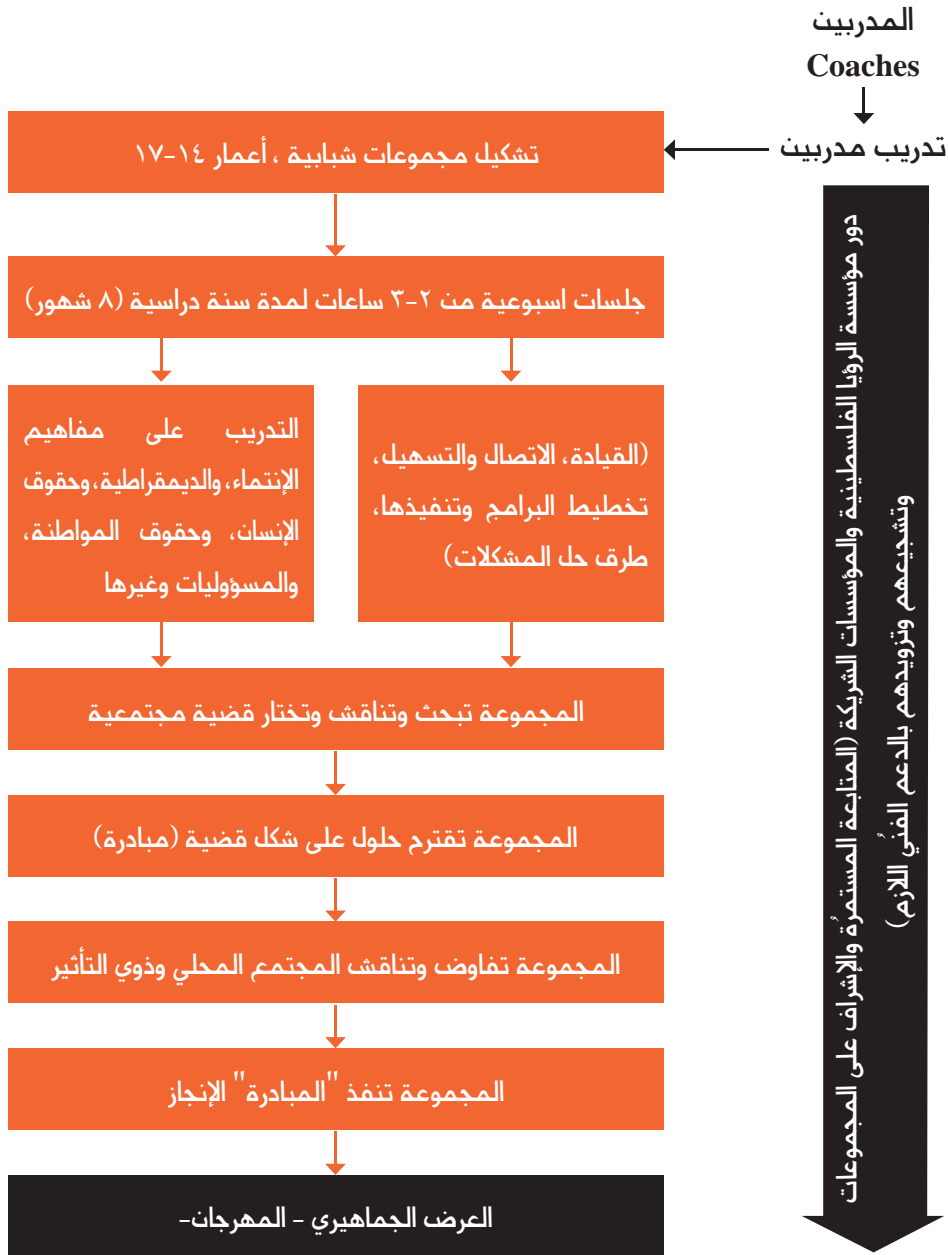 المدربين
Coaches
تدريب مدربين
تشكيل مجموعات شبابية ، أعمار ١٤-١٧
جلسات اسبوعية من ٢-٣ ساعات لمدة سنة دراسية (٨ شهور)
(القيادة، الاتصال والتسهيل،
تخطيط البرامج وتنفيذها،
طرق حل المشكلات)
التدريب على مفاهيم
الإنتماء، والديمقراطية، وحقوق
الإنسان، وحقوق المواطنة،
والمسؤوليات وغيرها
المجموعة تبحث وتناقش وتختار قضية مجتمعية
المجموعة تقترح حلول على شكل قضية (مبادرة)
المجموعة تفاوض وتناقش المجتمع المحلي وذوي التأثير
المجموعة تنفذ "المبادرة" الإنجاز
العرض الجماهيري - المهرجان-
دور مؤسسة الرؤيا الفلسطينية والمؤسسات الشريكة (المتابعة المستمرُة والإشراف على المجموعات
وتشجيعهم وتزويدهم بالدعم الفنيُ اللازم)